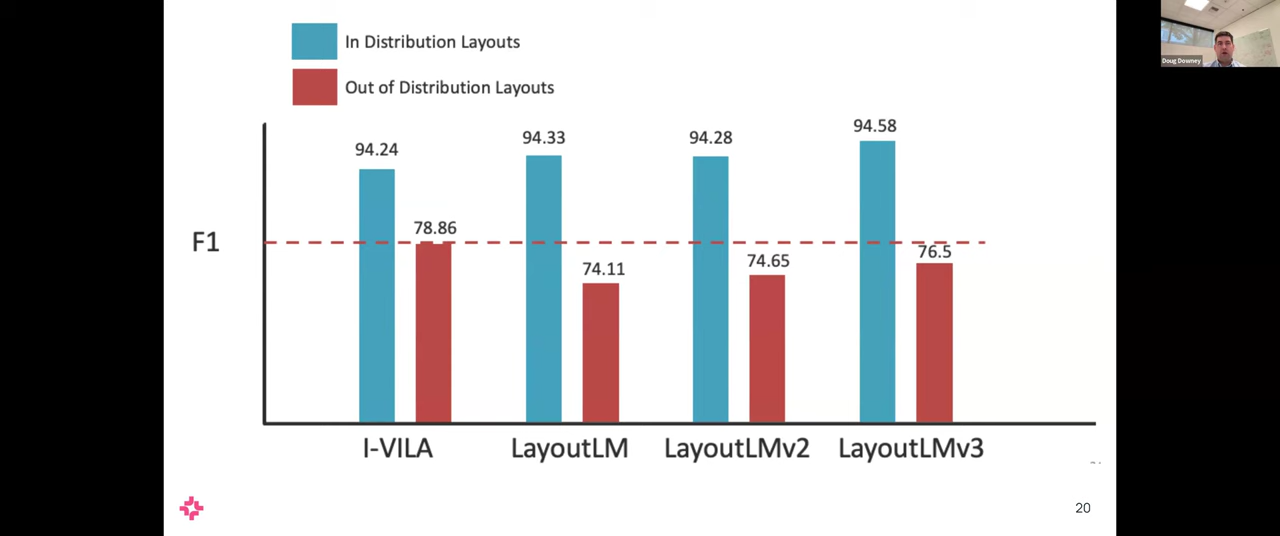 In Distribution Layouts
Out of Distribution Layouts
94.24
78.86
94.33
74.11
94.28
74.65
94.58
76.5
F1
I-VILA
LayoutLM
LayoutLMv2
LayoutLMv3
20
Doug Downey